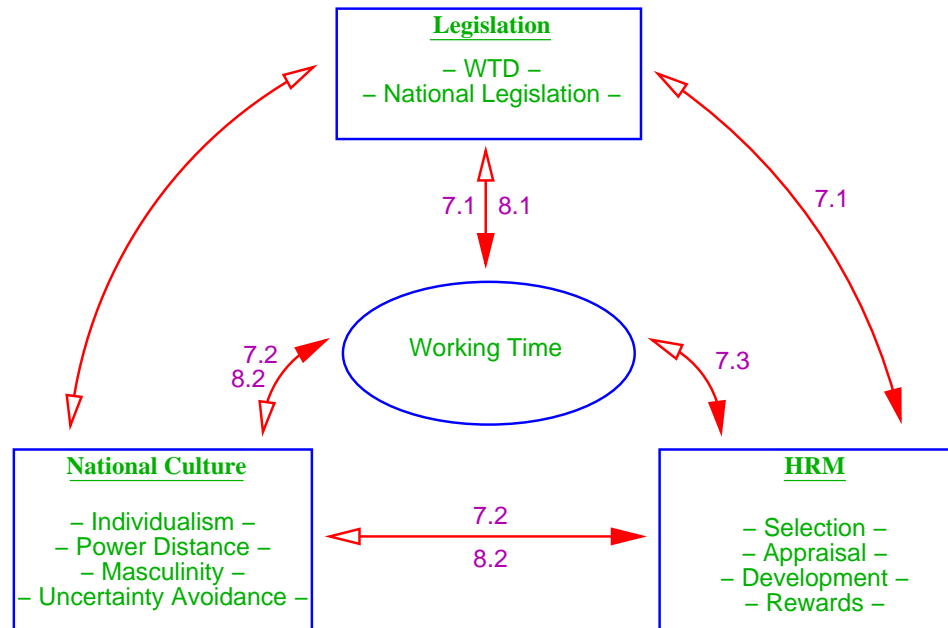 Legislation
– WTD –
– National Legislation –
7.1 8.1
7.1
Working Time
7.2
8.2
7.3
National Culture
– Individualism –
– Power Distance –
– Masculinity –
– Uncertainty Avoidance –
7.2
8.2
HRM
– Selection –
– Appraisal –
– Development –
– Rewards –